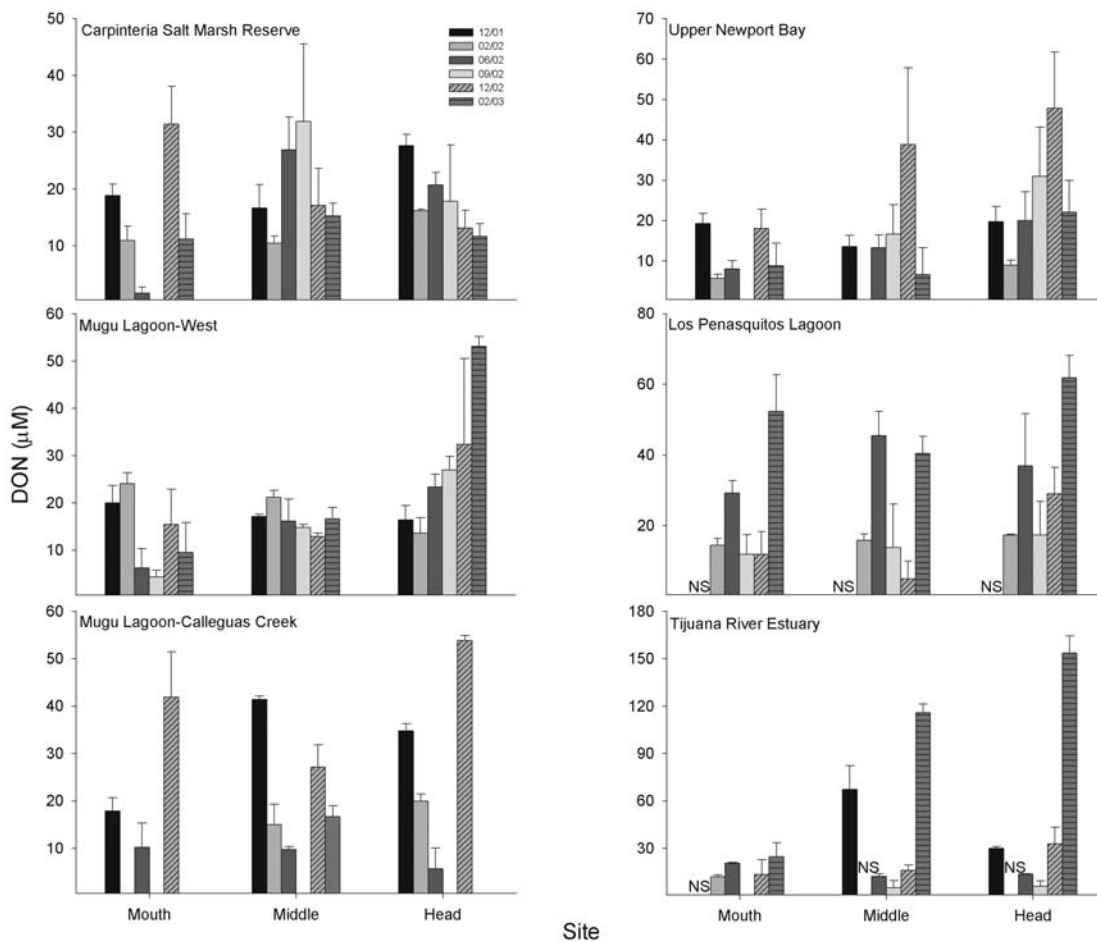 Carpinteria Salt Marsh Reserve
50
40
30
20
10
12/01
02/02
06/02
09/02
12/02
02/03
Upper Newport Bay
70
60
50
40
30
20
10
Mugu Lagoon-West
60
50
40
30
20
10
Los Penasquitos Lagoon
80
60
40
20
NS
NS
NS
DON (µM)
Mugu Lagoon-Calleguas Creek
60
50
40
30
20
10
Mouth
Middle
Head
Tijuana River Estuary
180
150
120
90
60
30
NS
NS
NS
Mouth
Middle
Head
Site